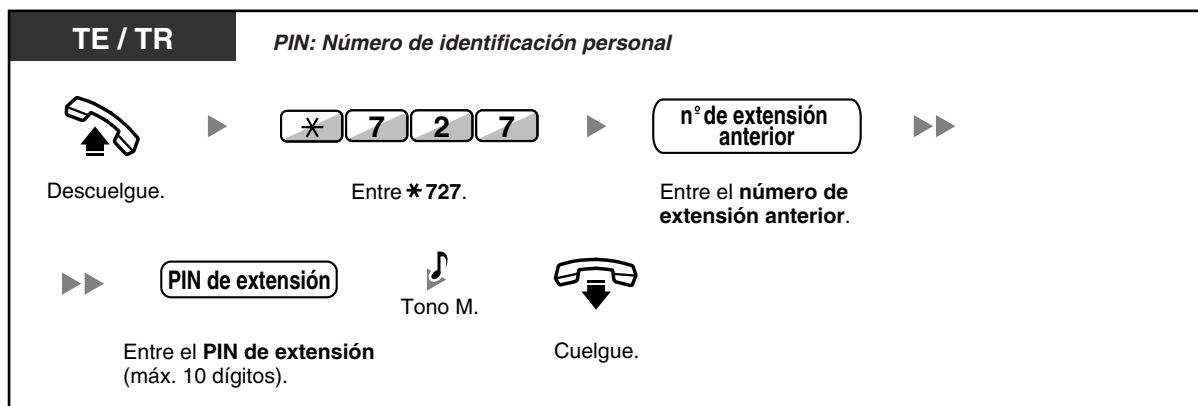 TE / TR
PIN: Número de identificación personal
* 7 2 7
nº de extensión
anterior
Descuelgue.
Entre * 727.
Entre el número de
extensión anterior.
PIN de extensión
Tono M.
Entre el PIN de extensión
(máx. 10 dígitos).
Cuelgue.